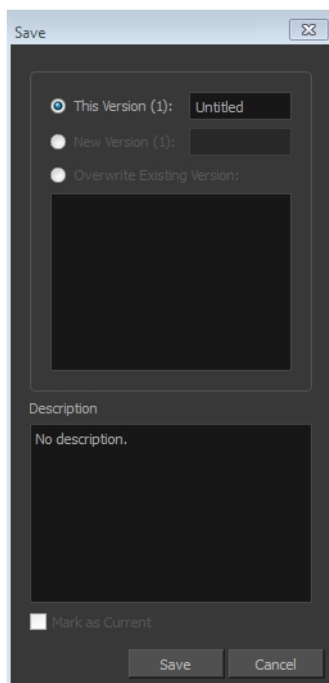 Save
This Version (1): Untitled
New Version (1):
Overwrite Existing Version:
Description
No description.
Mark as Current
Save Cancel